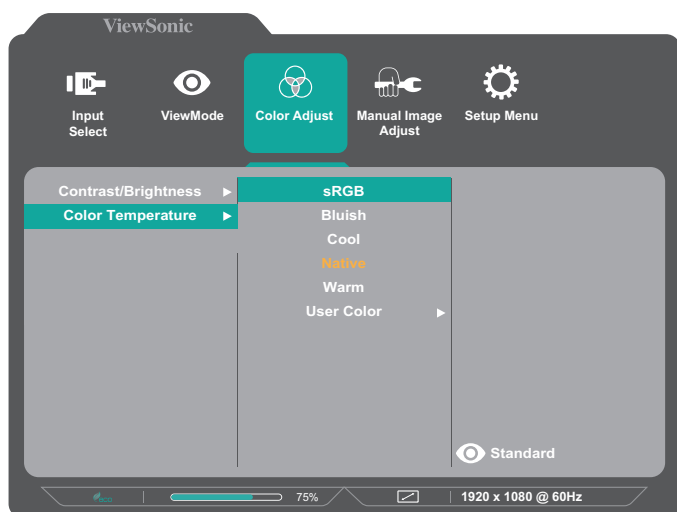 ViewSonic
Input
Select
ViewMode
Color Adjust
Manual Image
Adjust
Setup Menu
Contrast/Brightness ▶
Color Temperature ▶
sRGB
Bluish
Cool
Native
Warm
User Color ▶
Standard
eco
75%
1920 x 1080 @ 60Hz